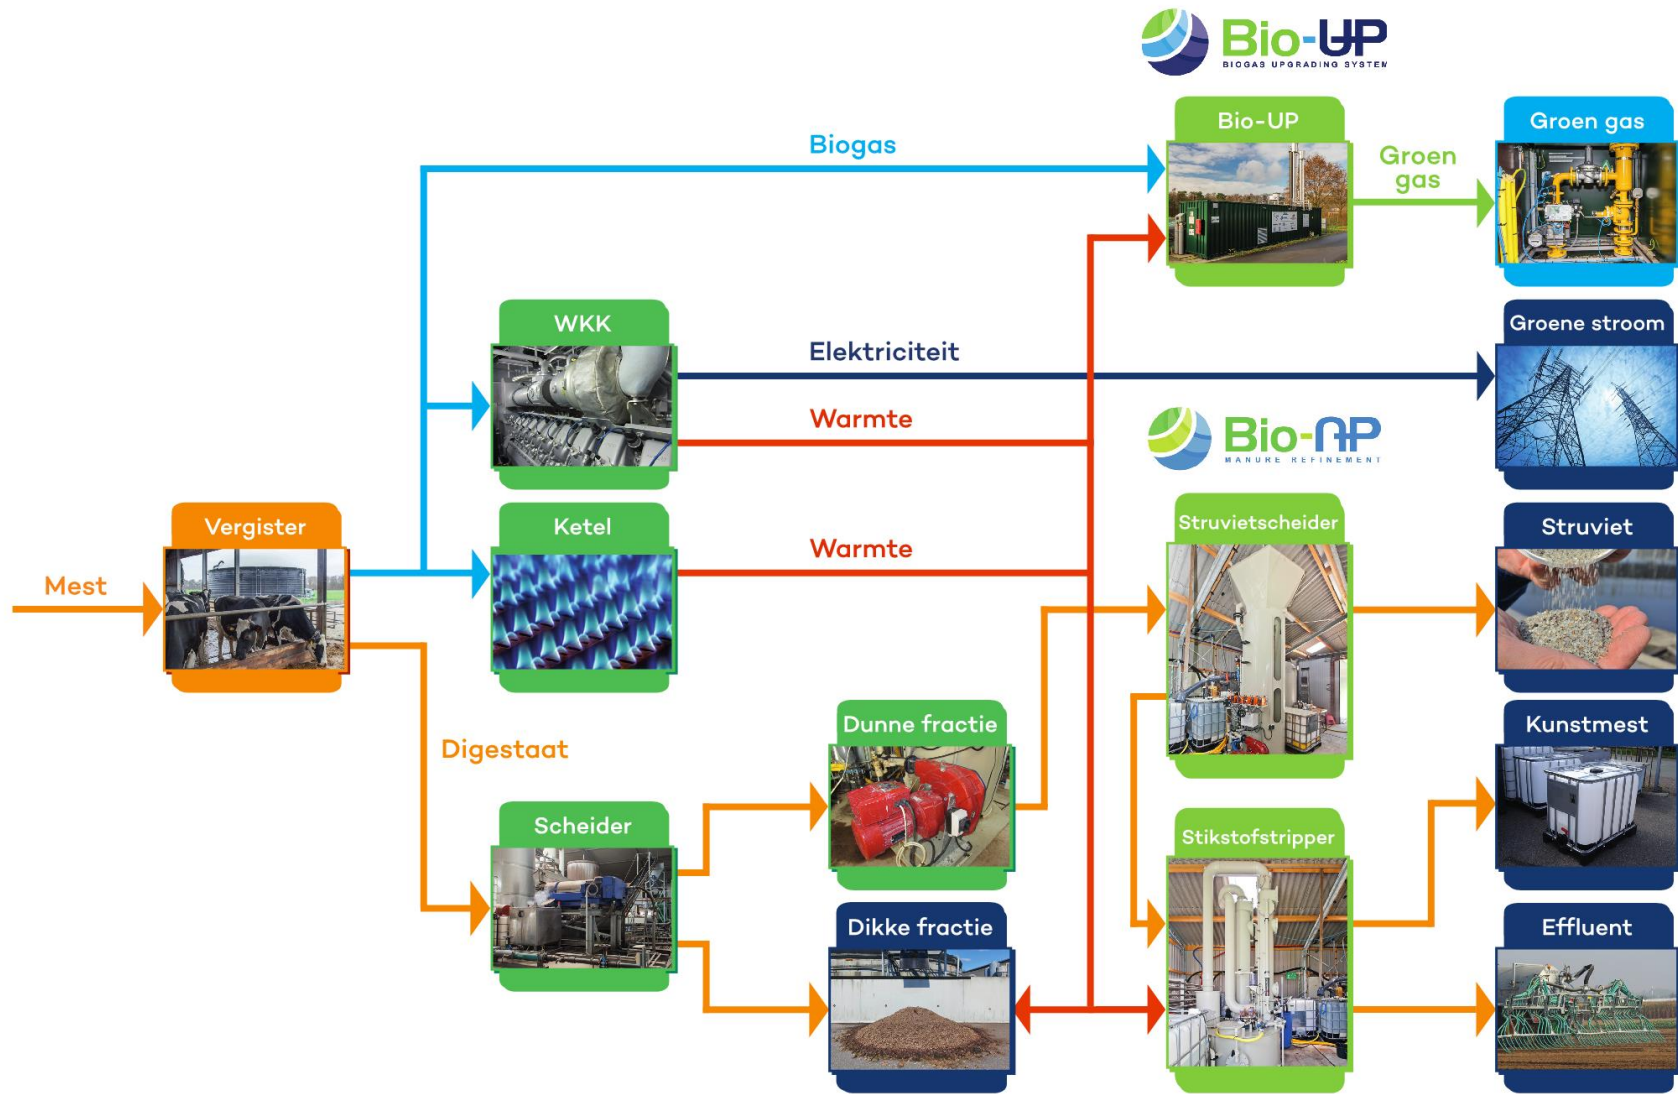 Bio-UP
BIOGAS UPGRADING SYSTEM
Bio-UP
Groen gas
Biogas
Groen
gas
WKK
Groene stroom
Elektriciteit
Warmte
Bio-NP
MANURE REFINEMENT
Vergister
Ketel
Struvietscheider
Struviet
Warmte
Mest
Dunne fractie
Kunstmest
Digestaat
Scheider
Stikstofstripper
Dikke fractie
Effluent